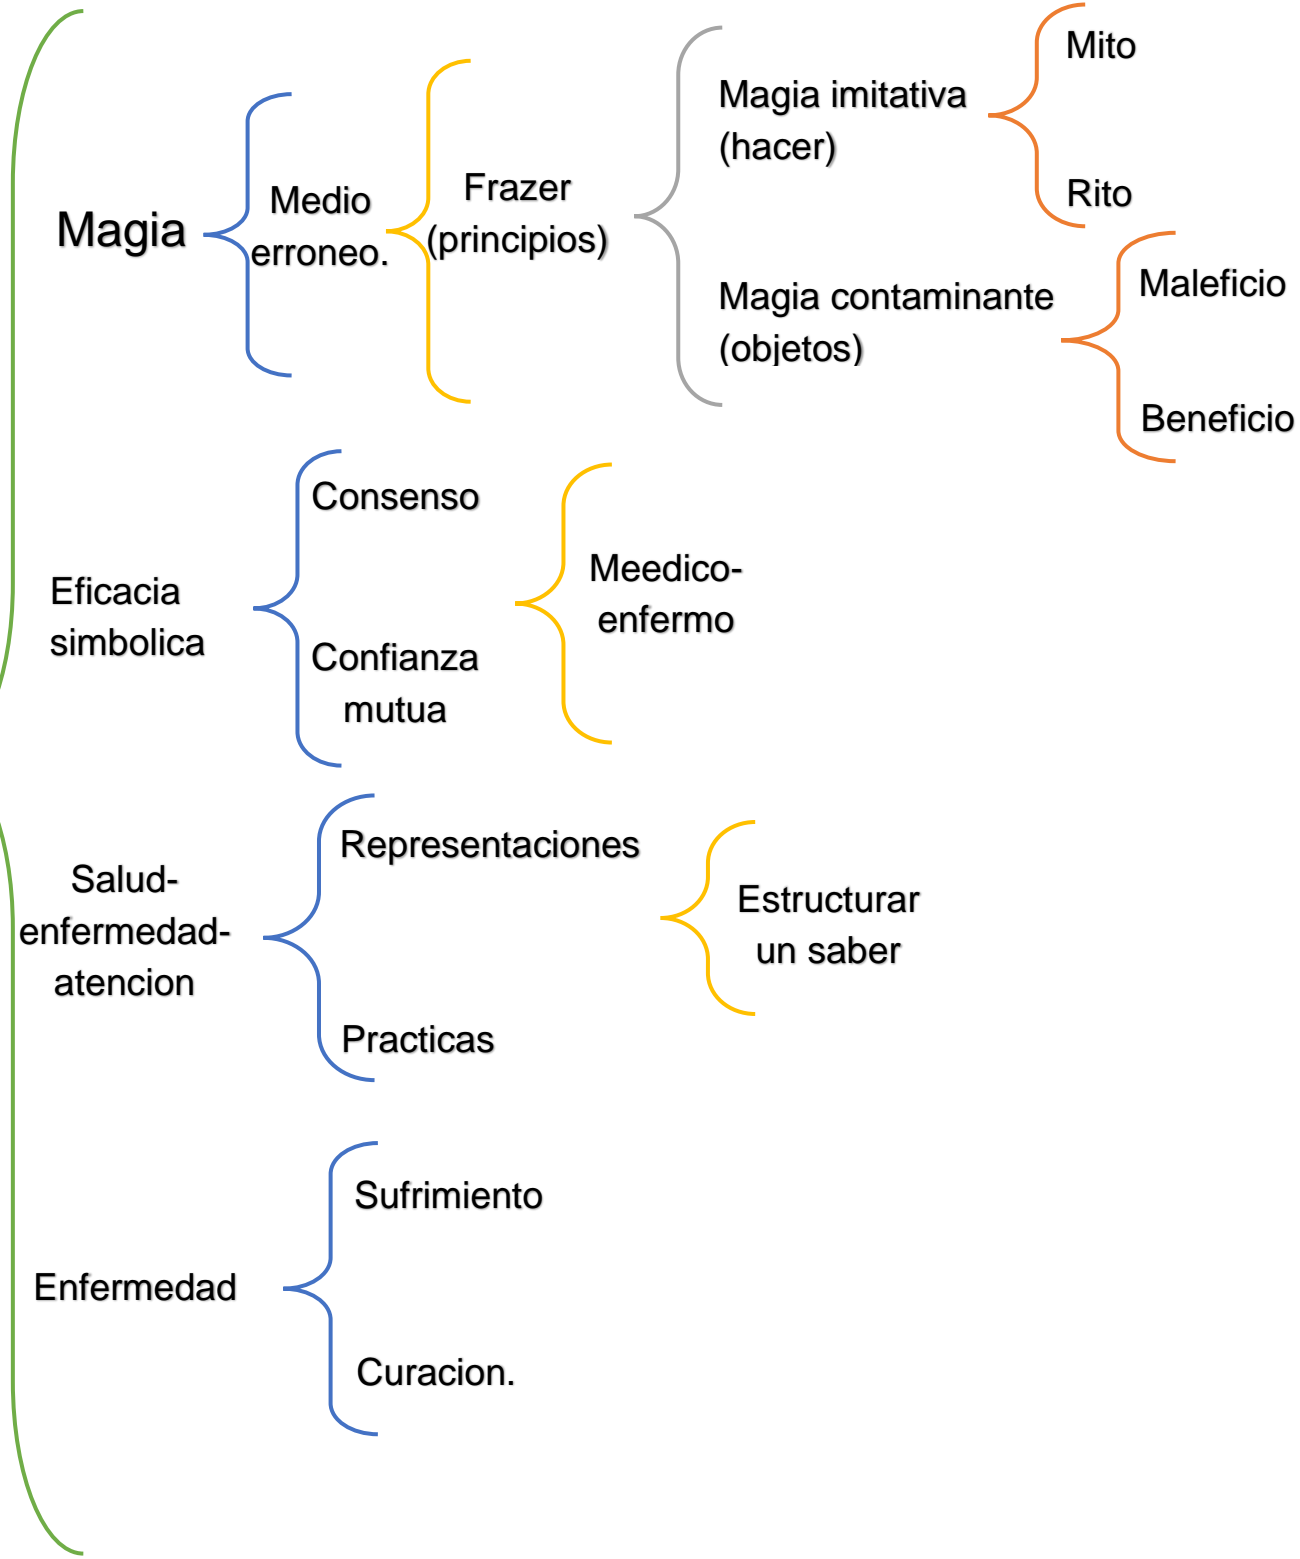 Magia
Medio
erroneo.
Frazer
(principios)
Magia imitativa
(hacer)
Mito
Rito
Magia contaminante
(objetos)
Maleficio
Beneficio
Eficacia
simbolica
Consenso
Confianza
mutua
Meedico-
enfermo
Salud-
enfermedad-
atencion
Representaciones
Practicas
Estructurar
un saber
Enfermedad
Sufrimiento
Curacion.